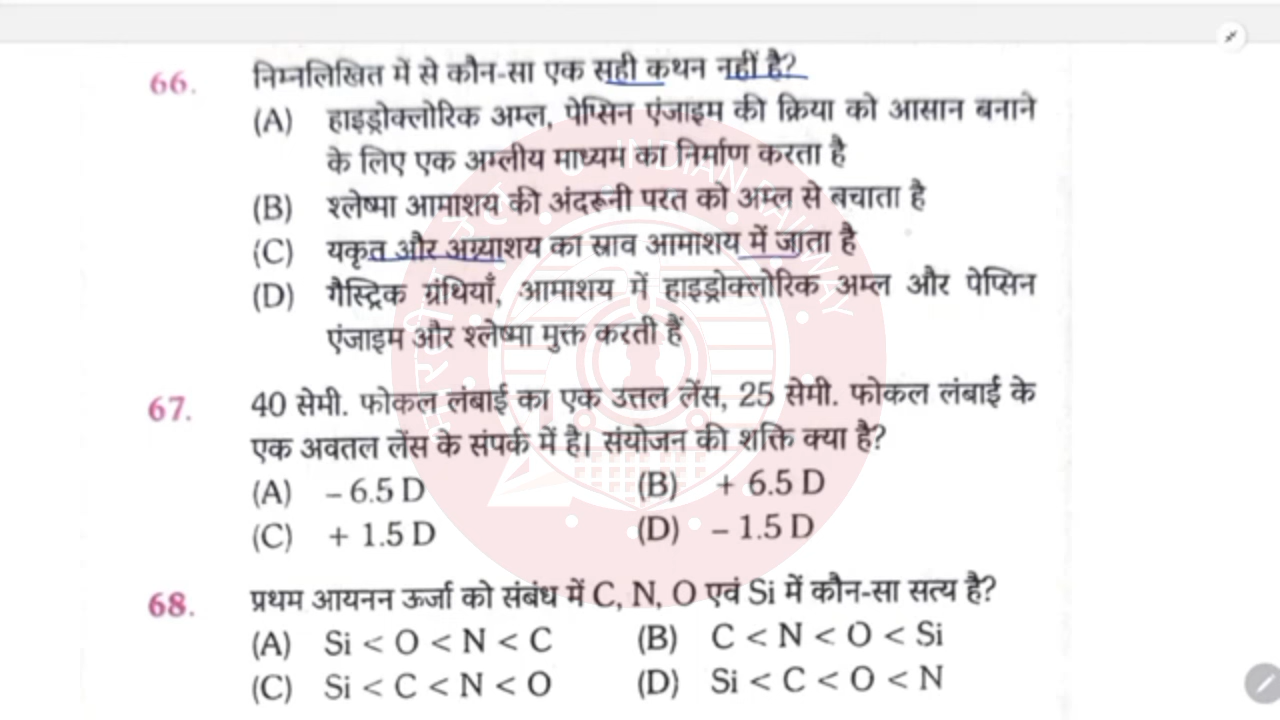 66. निम्नलिखित में से कौन-सा एक सही कथन नहीं है?
(A) हाइड्रोक्लोरिक अम्ल, पेप्सिन एंजाइम की क्रिया को आसान बनाने
के लिए एक अम्लीय माध्यम का निर्माण करता है
(B) श्लेष्मा आमाशय की अंदरूनी परत को अम्ल से बचाता है
(C) यकृत और अग्न्याशय का स्राव आमाशय में जाता है
(D) गैस्ट्रिक ग्रंथियाँ, आमाशय में हाइड्रोक्लोरिक अम्ल और पेप्सिन
एंजाइम और श्लेष्मा मुक्त करती हैं
67. 40 सेमी. फोकल लंबाई का एक उत्तल लेंस, 25 सेमी. फोकल लंबाई के
एक अवतल लेंस के संपर्क में है। संयोजन की शक्ति क्या है?
(A) – 6.5 D (B) + 6.5 D
(C) + 1.5 D (D) – 1.5 D
68. प्रथम आयनन ऊर्जा को संबंध में C, N, O एवं Si में कौन-सा सत्य है?
(A) Si < O < N < C (B) C < N < O < Si
(C) Si < C < N < O (D) Si < C < O < N
INDIAN RAILWAY